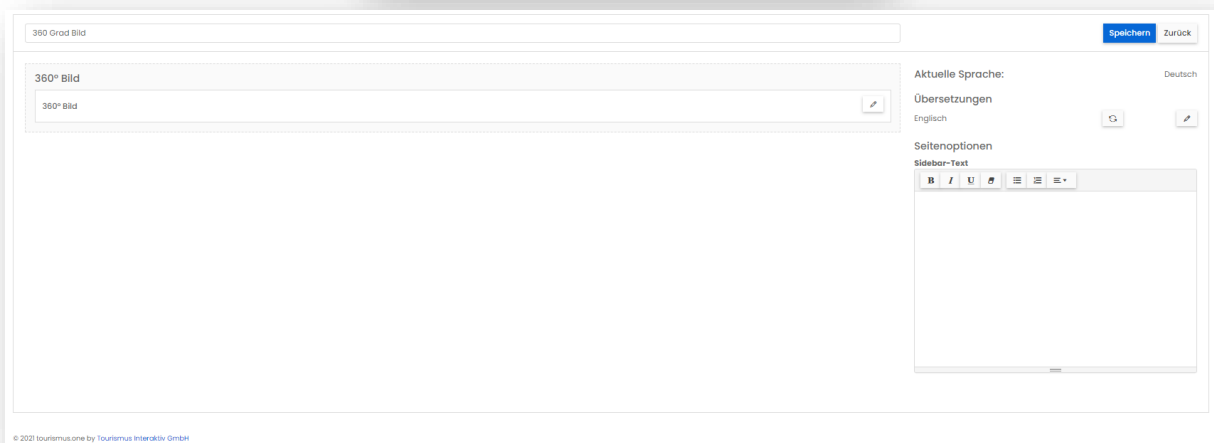 360 Grad Bild
Speichern
Zurück
360° Bild
360° Bild
Aktuelle Sprache:
Deutsch
Übersetzungen
Englisch
Seitenoptionen
Sidebar-Text
B I U
© 2021 tourismus.one by Tourismus Interaktiv GmbH